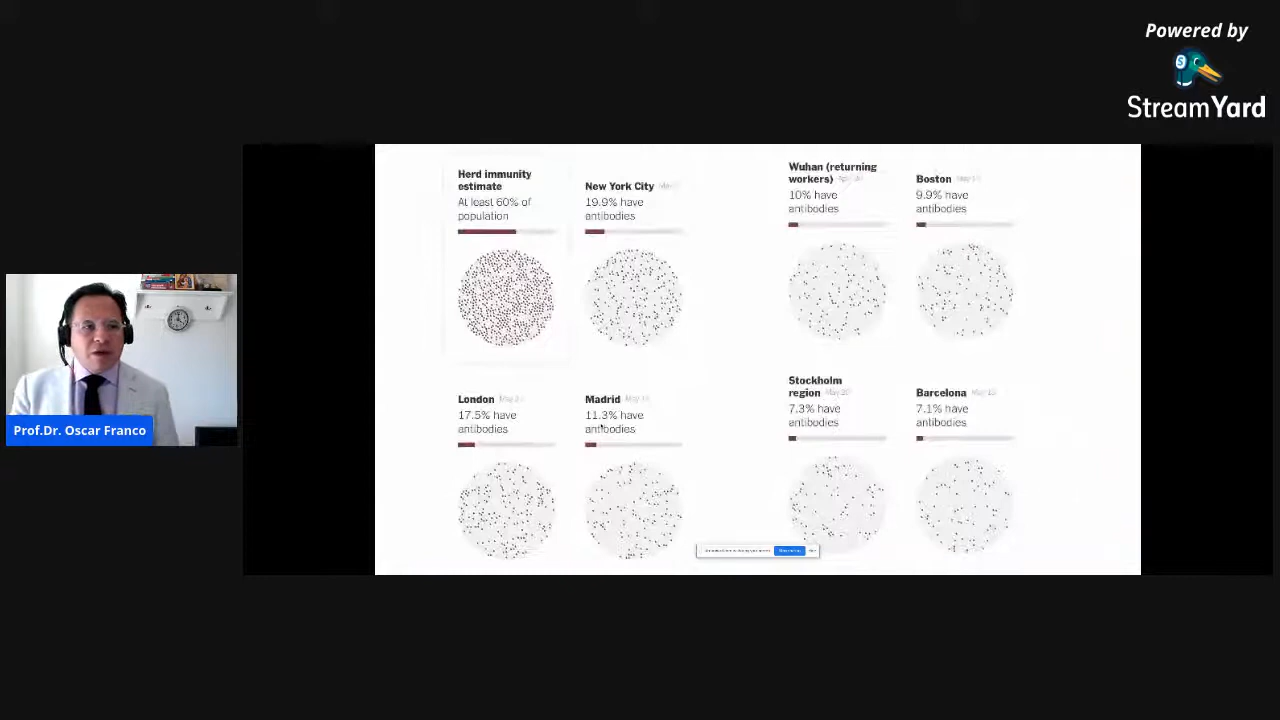 Powered by
StreamYard
Herd immunity
estimate
At least 60% of
population
New York City
19.9% have
antibodies
Wuhan (returning
workers)
10% have
antibodies
Boston
9.9% have
antibodies
London
17.5% have
antibodies
Madrid
11.3% have
antibodies
Stockholm
region
7.3% have
antibodies
Barcelona
7.1% have
antibodies
Prof.Dr. Oscar Franco